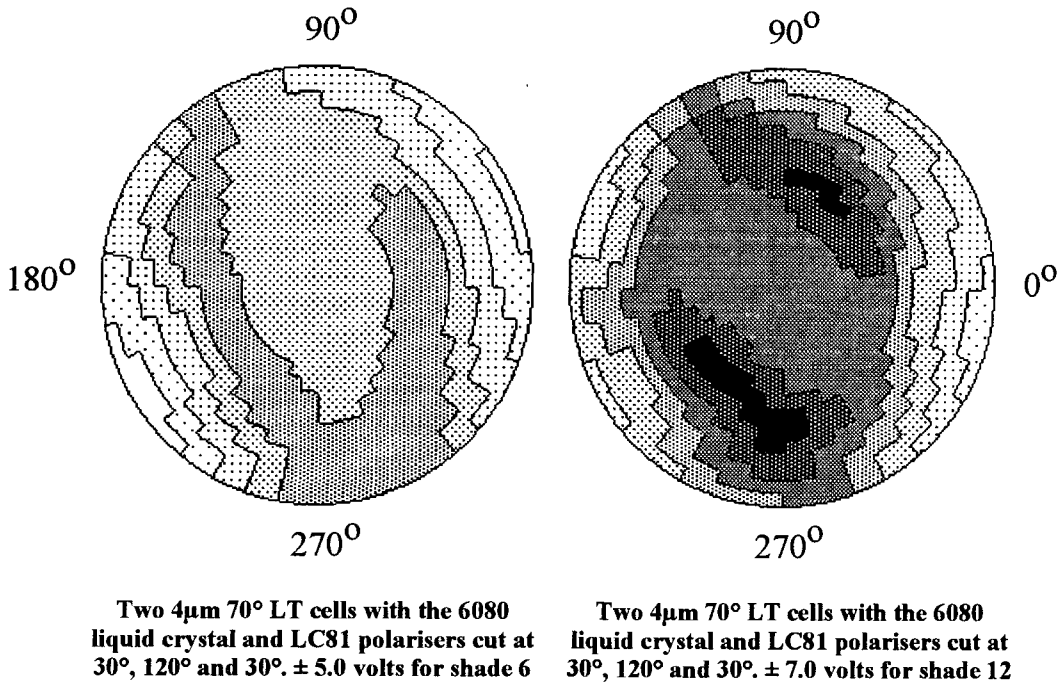 90°
90°
180°
0°
270°
270°
Two 4µm 70° LT cells with the 6080
liquid crystal and LC81 polarisers cut at
30°, 120° and 30°. ± 5.0 volts for shade 6
Two 4µm 70° LT cells with the 6080
liquid crystal and LC81 polarisers cut at
30°, 120° and 30°. ± 7.0 volts for shade 12